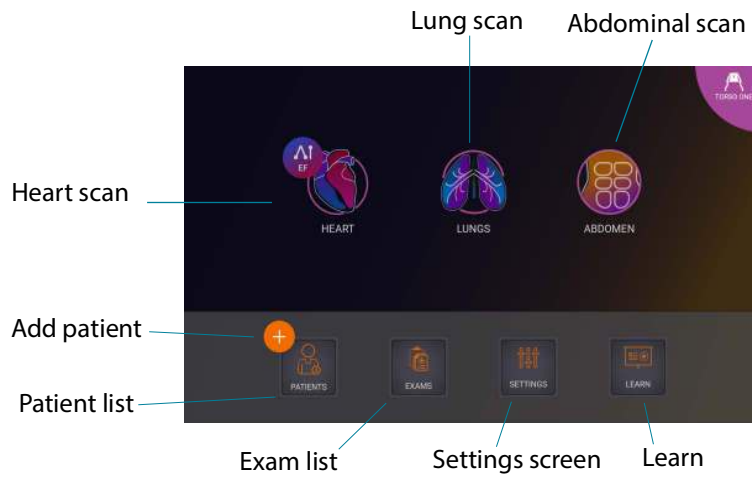 Lung scan
Abdominal scan
TORSO ONE
EF
Heart scan
HEART
LUNGS
ABDOMEN
Add patient
+
PATIENTS
EXAMS
SETTINGS
LEARN
Patient list
Exam list
Settings screen
Learn